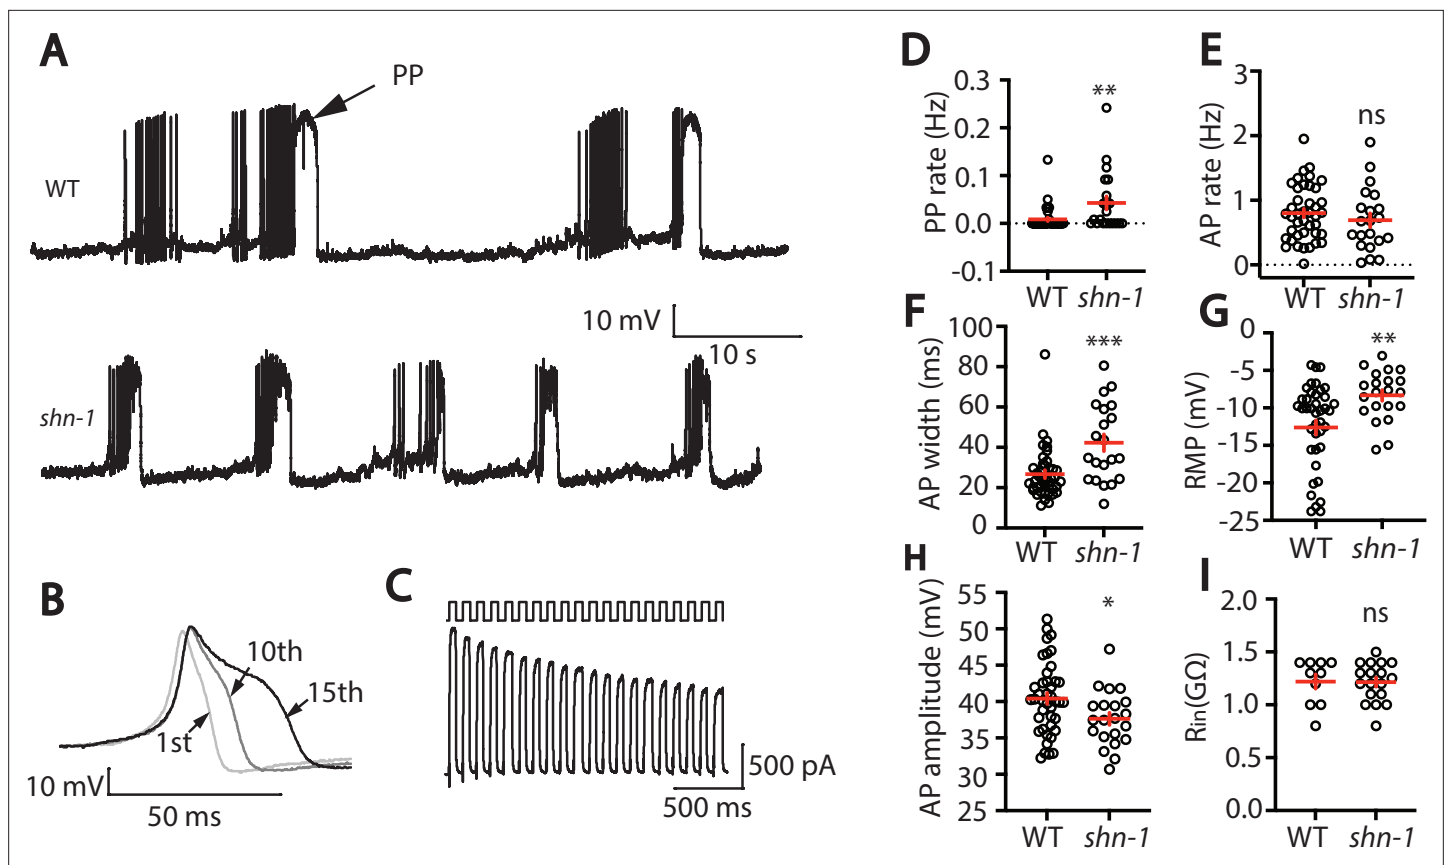 A
PP
WT
10 mV
10 s
shn-1
B
10th
15th
1st
10 mV
50 ms
C
500 pA
500 ms
D
PP rate (Hz)
0.3
0.2
0.1
0.0
-0.1
**
WT shn-1
E
AP rate (Hz)
3
2
1
0
ns
WT shn-1
F
AP width (ms)
100
80
60
40
20
0
***
WT shn-1
G
RMP (mV)
-0
-5
-10
-15
-20
-25
**
WT shn-1
H
AP amplitude (mV)
55
50
45
40
35
30
25
*
WT shn-1
I
Rin(GΩ)
2.0
1.5
1.0
0.5
0.0
ns
WT shn-1